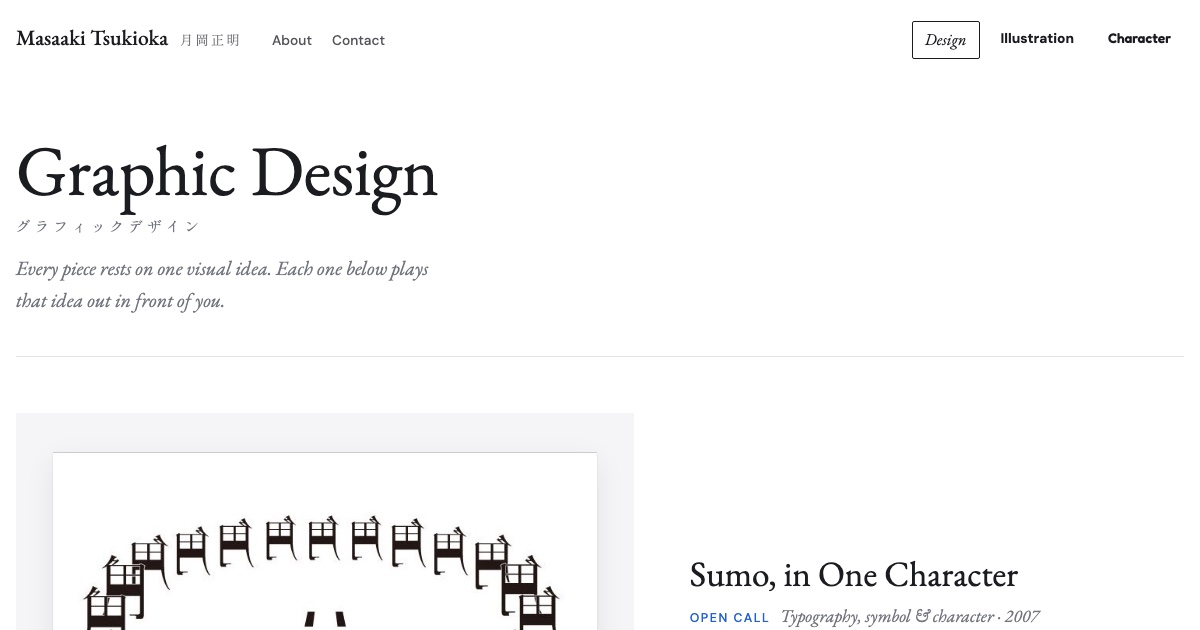 Masaaki Tsukioka 月岡正明 About Contact Design Illustration Character
Graphic Design
グラフィックデザイン
Every piece rests on one visual idea. Each one below plays
that idea out in front of you.
Sumo, in One Character
OPEN CALL Typography, symbol & character · 2007